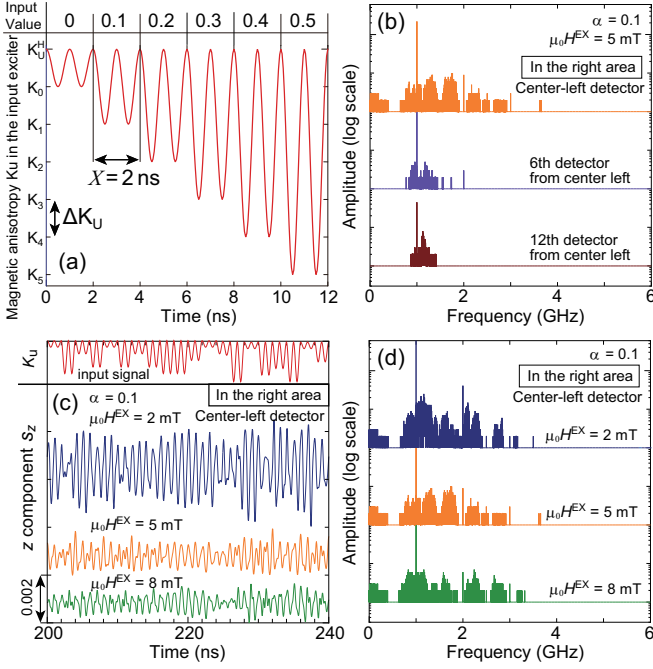 Input
Value 0 0.1 0.2 0.3 0.4 0.5
Magnetic anisotropy Ku in the input exciter
K_U^H
K₀
K₁
K₂
K₃
K₄
K₅
X = 2 ns
ΔK_U
(a)
0 2 4 6 8 10 12
Time (ns)
(b)
α = 0.1
μ₀H^EX = 5 mT
In the right area
Center-left detector
6th detector
from center left
12th detector
from center left
Amplitude (log scale)
0 2 4 6
Frequency (GHz)
K_u
input signal
(c)
In the right area
α = 0.1
Center-left detector
μ₀H^EX = 2 mT
μ₀H^EX = 5 mT
μ₀H^EX = 8 mT
z component s_z
0.002
200 220 240
Time (ns)
(d)
α = 0.1
In the right area
Center-left detector
μ₀H^EX = 2 mT
μ₀H^EX = 5 mT
μ₀H^EX = 8 mT
Amplitude (log scale)
0 2 4 6
Frequency (GHz)